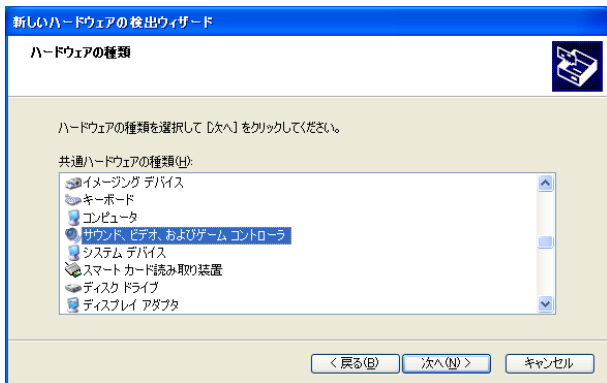 新しいハードウェアの検出ウィザード
ハードウェアの種類
ハードウェアの種類を選択して [次へ] をクリックしてください。
共通ハードウェアの種類(H):
イメージング デバイス
キーボード
コンピュータ
サウンド、ビデオ、およびゲーム コントローラ
システム デバイス
スマート カード読み取り装置
ディスク ドライブ
ディスプレイ アダプタ
< 戻る(B)
次へ(N) >
キャンセル